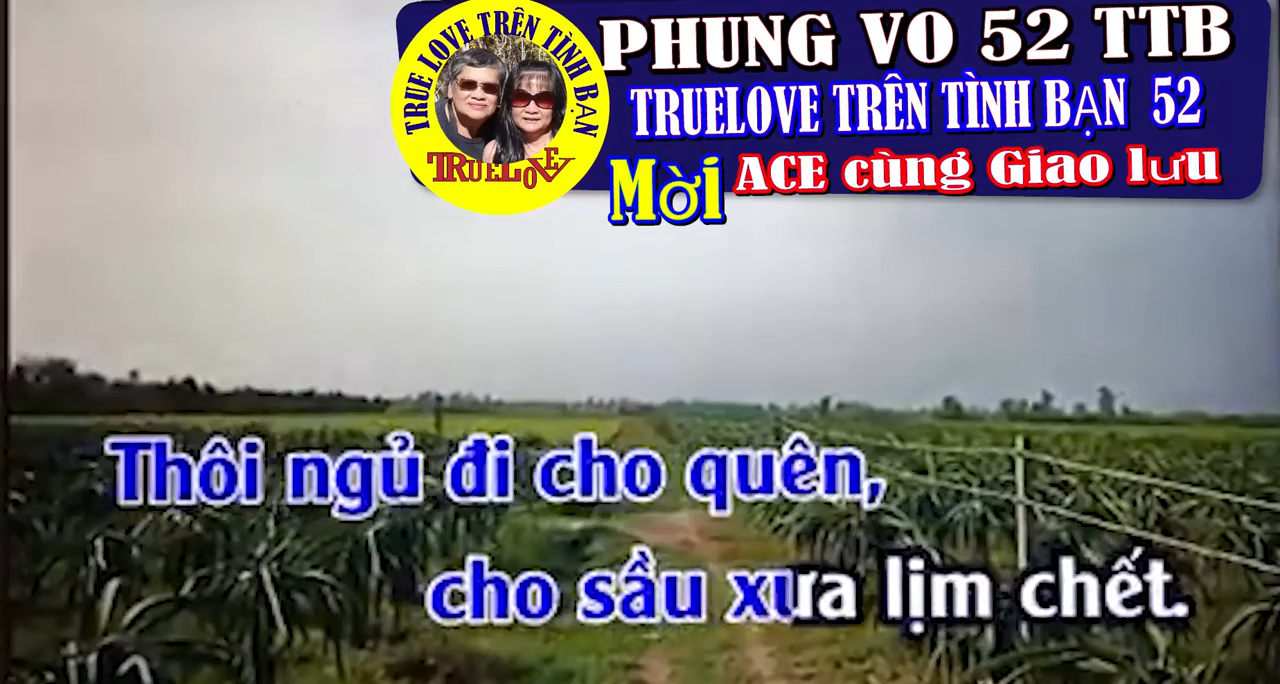 PHUNG VO 52 TTB
TRUE LOVE TRÊN TÌNH BẠN
TRUELOVE TRÊN TÌNH BẠN 52
TRUELOVE
Mời ACE cùng Giao lưu
Thôi ngủ đi cho quên,
cho sầu xưa lịm chết.